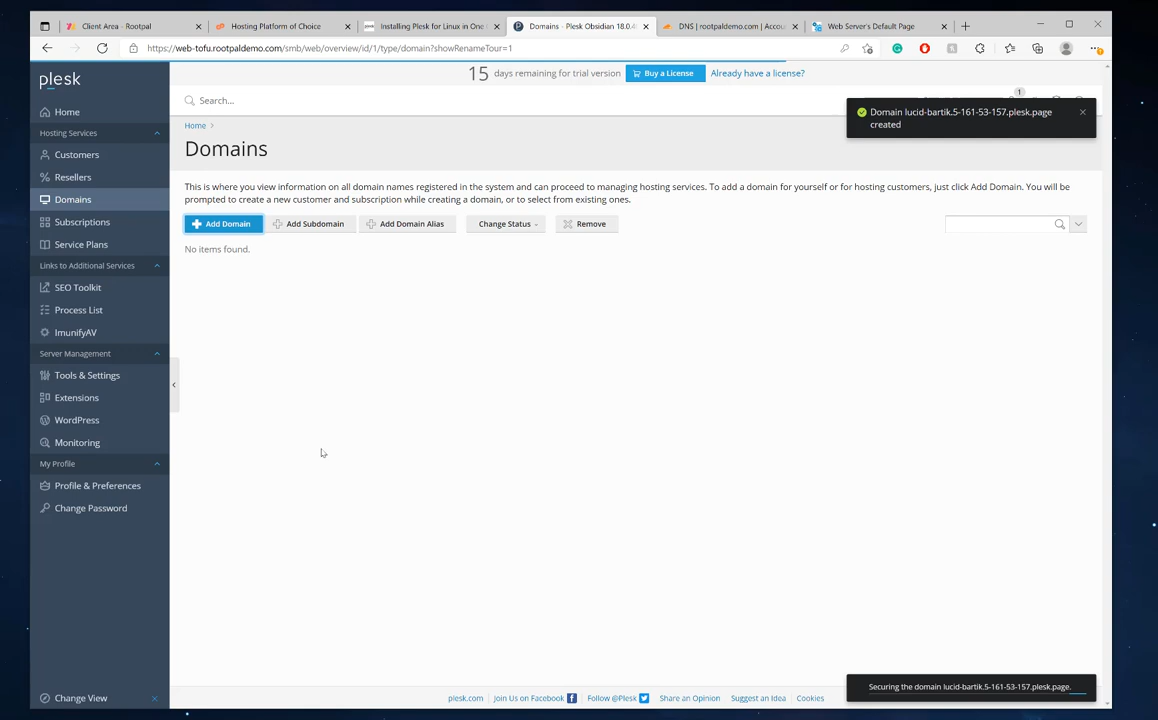 Client Area - Rootpal
Hosting Platform of Choice
Installing Plesk for Linux in One
Domains - Plesk Obsidian 18.0.4
DNS | rootpaldemo.com | Accou
Web Server's Default Page
https://web-tofu.rootpaldemo.com/smb/web/overview/id/1/type/domain?showRenameTour=1
plesk
15 days remaining for trial version
Buy a License
Already have a license?
Search...
1
Domain lucid-bartik.5-161-53-157.plesk.page
created
Home
Hosting Services
Customers
Resellers
Domains
Subscriptions
Service Plans
Links to Additional Services
SEO Toolkit
Process List
ImunifyAV
Server Management
Tools & Settings
Extensions
WordPress
Monitoring
My Profile
Profile & Preferences
Change Password
Change View
Home
Domains
This is where you view information on all domain names registered in the system and can proceed to managing hosting services. To add a domain for yourself or for hosting customers, just click Add Domain. You will be
prompted to create a new customer and subscription while creating a domain, or to select from existing ones.
Add Domain
Add Subdomain
Add Domain Alias
Change Status
Remove
No items found.
plesk.com
Join Us on Facebook
Follow @Plesk
Share an Opinion
Suggest an Idea
Cookies
Securing the domain lucid-bartik.5-161-53-157.plesk.page.